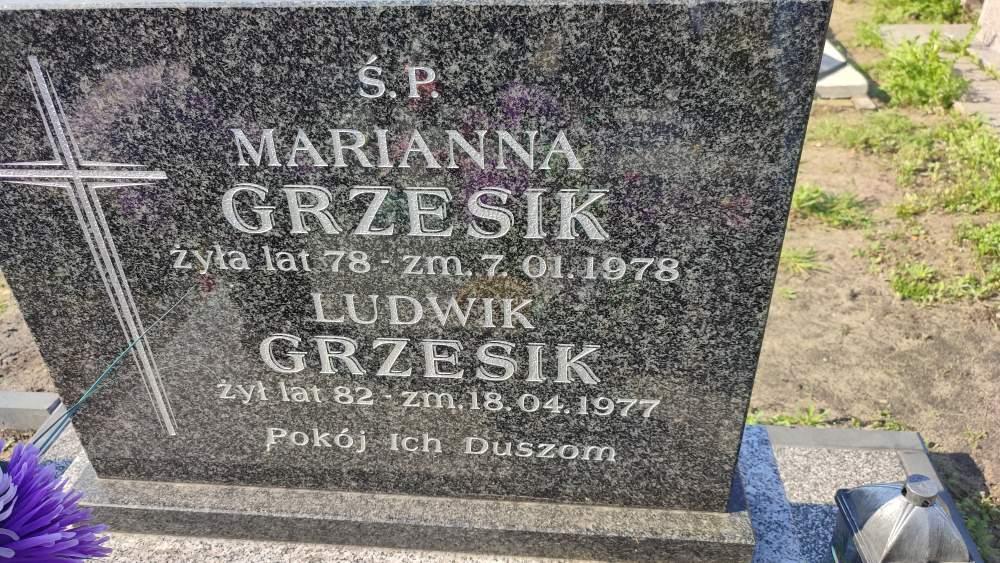 Ś.P.
MARIANNA
GRZESIK
żyła lat 78 - zm. 7. 01.1978
LUDWIK
GRZESIK
żył lat 82 - zm. 18.04.1977
Pokój Ich Duszom